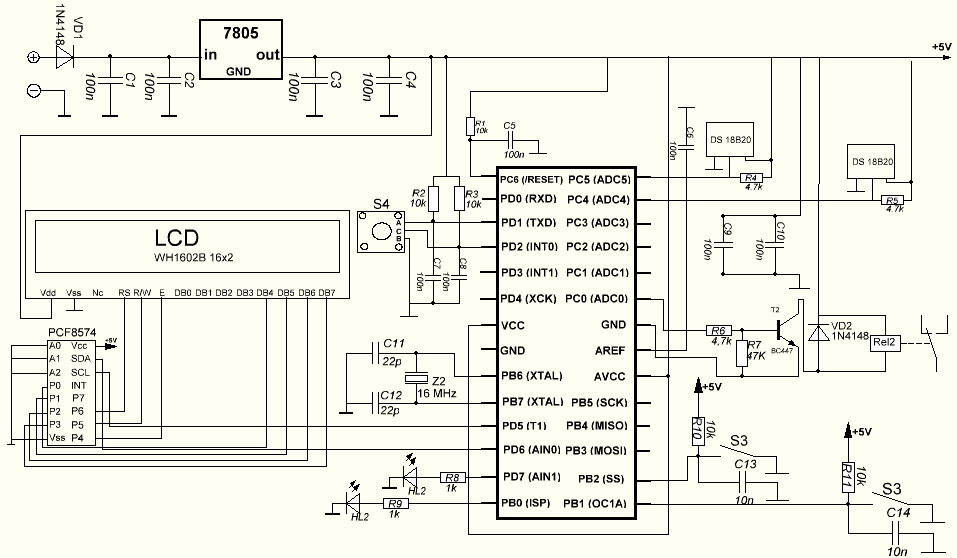 1N4148
VD1
7805
in
out
GND
+5V
100n
C1
100n
C2
100n
C3
100n
C4
R1
10k
C5
100n
C6
100n
DS 18B20
R4
4.7k
DS 18B20
R5
4.7k
PC6 (/RESET)
PC5 (ADC5)
PD0 (RXD)
PC4 (ADC4)
PD1 (TXD)
PC3 (ADC3)
PD2 (INT0)
PC2 (ADC2)
PD3 (INT1)
PC1 (ADC1)
PD4 (XCK)
PC0 (ADC0)
VCC
GND
GND
AREF
PB6 (XTAL)
AVCC
PB7 (XTAL)
PB5 (SCK)
PD5 (T1)
PB4 (MISO)
PD6 (AIN0)
PB3 (MOSI)
PD7 (AIN1)
PB2 (SS)
PB0 (ISP)
PB1 (OC1A)
S4
A
C
B
R2
10k
R3
10k
C7
100n
C8
100n
C9
100n
C10
100n
LCD
WH1602B 16x2
Vdd Vss Nc RS R/W E DB0 DB1 DB2 DB3 DB4 DB5 DB6 DB7
PCF8574
A0 Vcc
+5V
A1 SDA
A2 SCL
P0 INT
P1 P7
P2 P6
P3 P5
Vss P4
C11
22p
Z2
16 MHz
C12
22p
R6
4,7k
R7
47K
T2
BC447
VD2
1N4148
Rel2
+5V
R10
10k
S3
C13
10n
+5V
R11
10k
S3
C14
10n
HL2
R8
1k
HL2
R9
1k